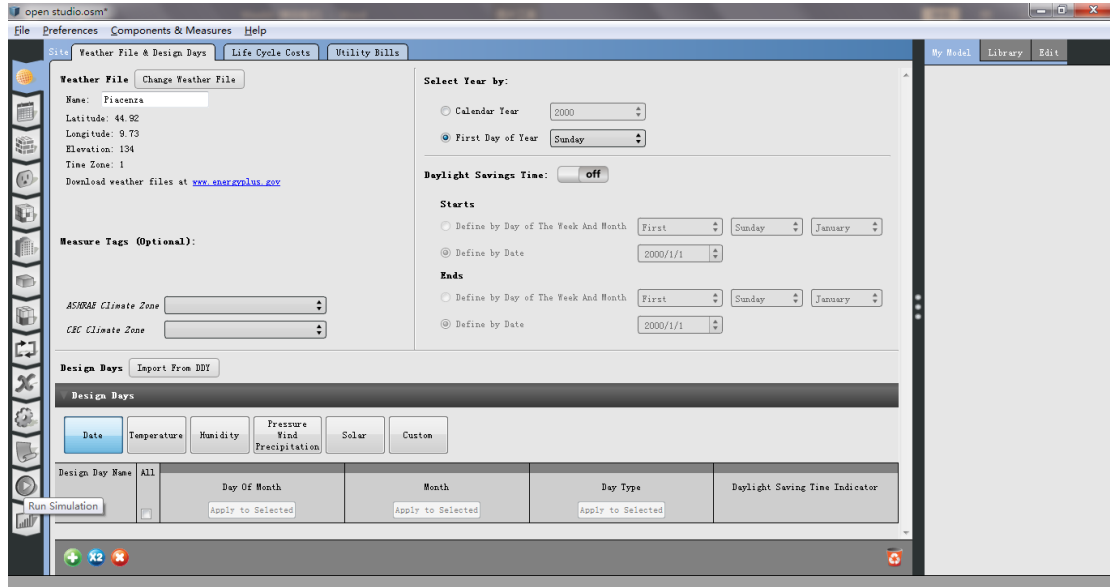 open studio.osm*
File Preferences Components & Measures Help
Site Weather File & Design Days Life Cycle Costs Utility Bills
My Model Library Edit
Weather File Change Weather File
Name: Piacenza
Latitude: 44.92
Longitude: 9.73
Elevation: 134
Time Zone: 1
Download weather files at www.energyplus.gov
Measure Tags (Optional):
ASHRAE Climate Zone
CEC Climate Zone
Select Year by:
Calendar Year 2000
First Day of Year Sunday
Daylight Savings Time: off
Starts
Define by Day of The Week And Month First Sunday January
Define by Date 2000/1/1
Ends
Define by Day of The Week And Month First Sunday January
Define by Date 2000/1/1
Design Days Import From DDY
Design Days
Date Temperature Humidity Pressure Wind Precipitation Solar Custom
Design Day Name All Day Of Month Month Day Type Daylight Saving Time Indicator
Apply to Selected Apply to Selected Apply to Selected
Run Simulation
X2